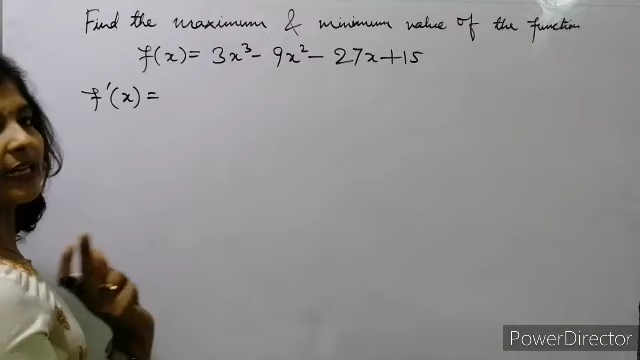 Find the maximum & minimum value of the function
f(x) = 3x³ - 9x² - 27x + 15
f'(x) =
PowerDirector